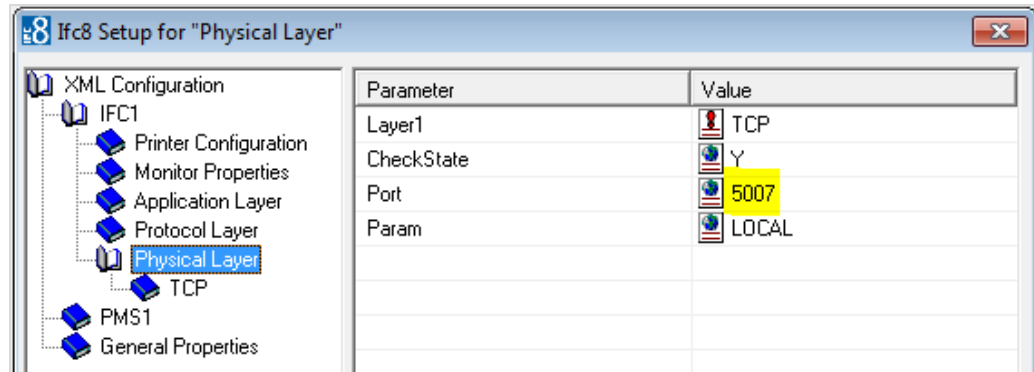 Ifc8 Setup for "Physical Layer"
XML Configuration
IFC1
Printer Configuration
Monitor Properties
Application Layer
Protocol Layer
Physical Layer
TCP
PMS1
General Properties
Parameter Value
Layer1 TCP
CheckState Y
Port 5007
Param LOCAL